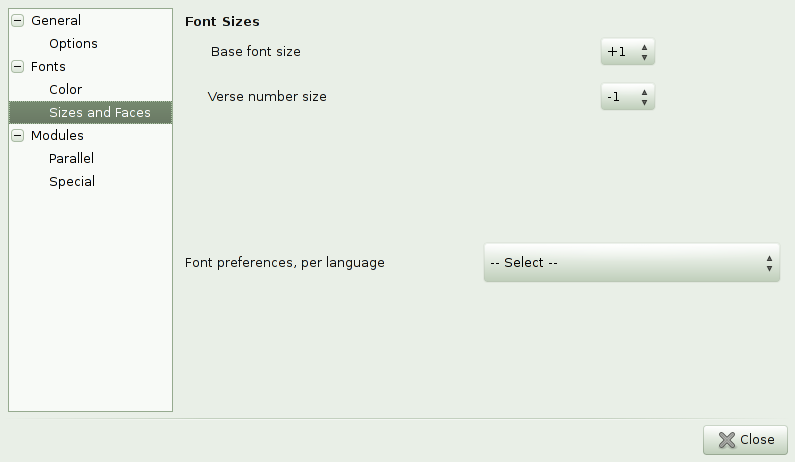 General
Options
Fonts
Color
Sizes and Faces
Modules
Parallel
Special
Font Sizes
Base font size +1
Verse number size -1
Font preferences, per language -- Select --
Close